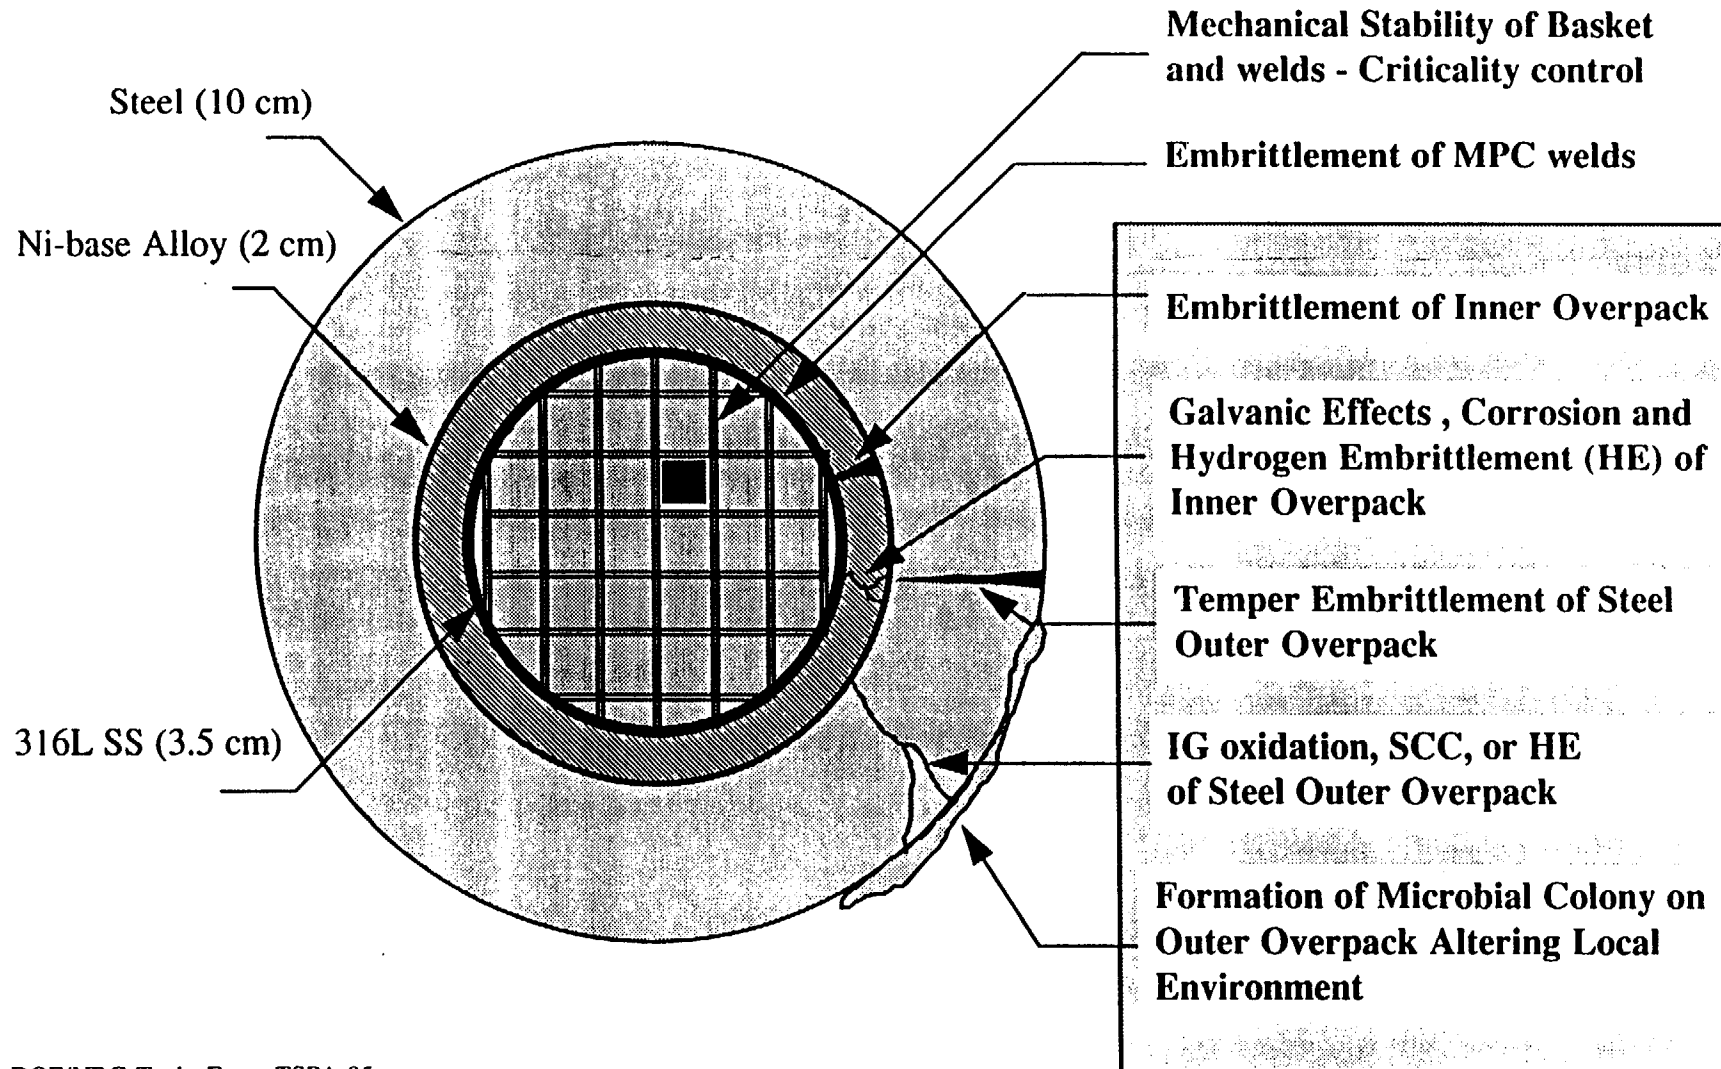 Mechanical Stability of Basket
and welds - Criticality control
Steel (10 cm)
Embrittlement of MPC welds
Ni-base Alloy (2 cm)
Embrittlement of Inner Overpack
Galvanic Effects , Corrosion and
Hydrogen Embrittlement (HE) of
Inner Overpack
Temper Embrittlement of Steel
Outer Overpack
316L SS (3.5 cm)
IG oxidation, SCC, or HE
of Steel Outer Overpack
Formation of Microbial Colony on
Outer Overpack Altering Local
Environment